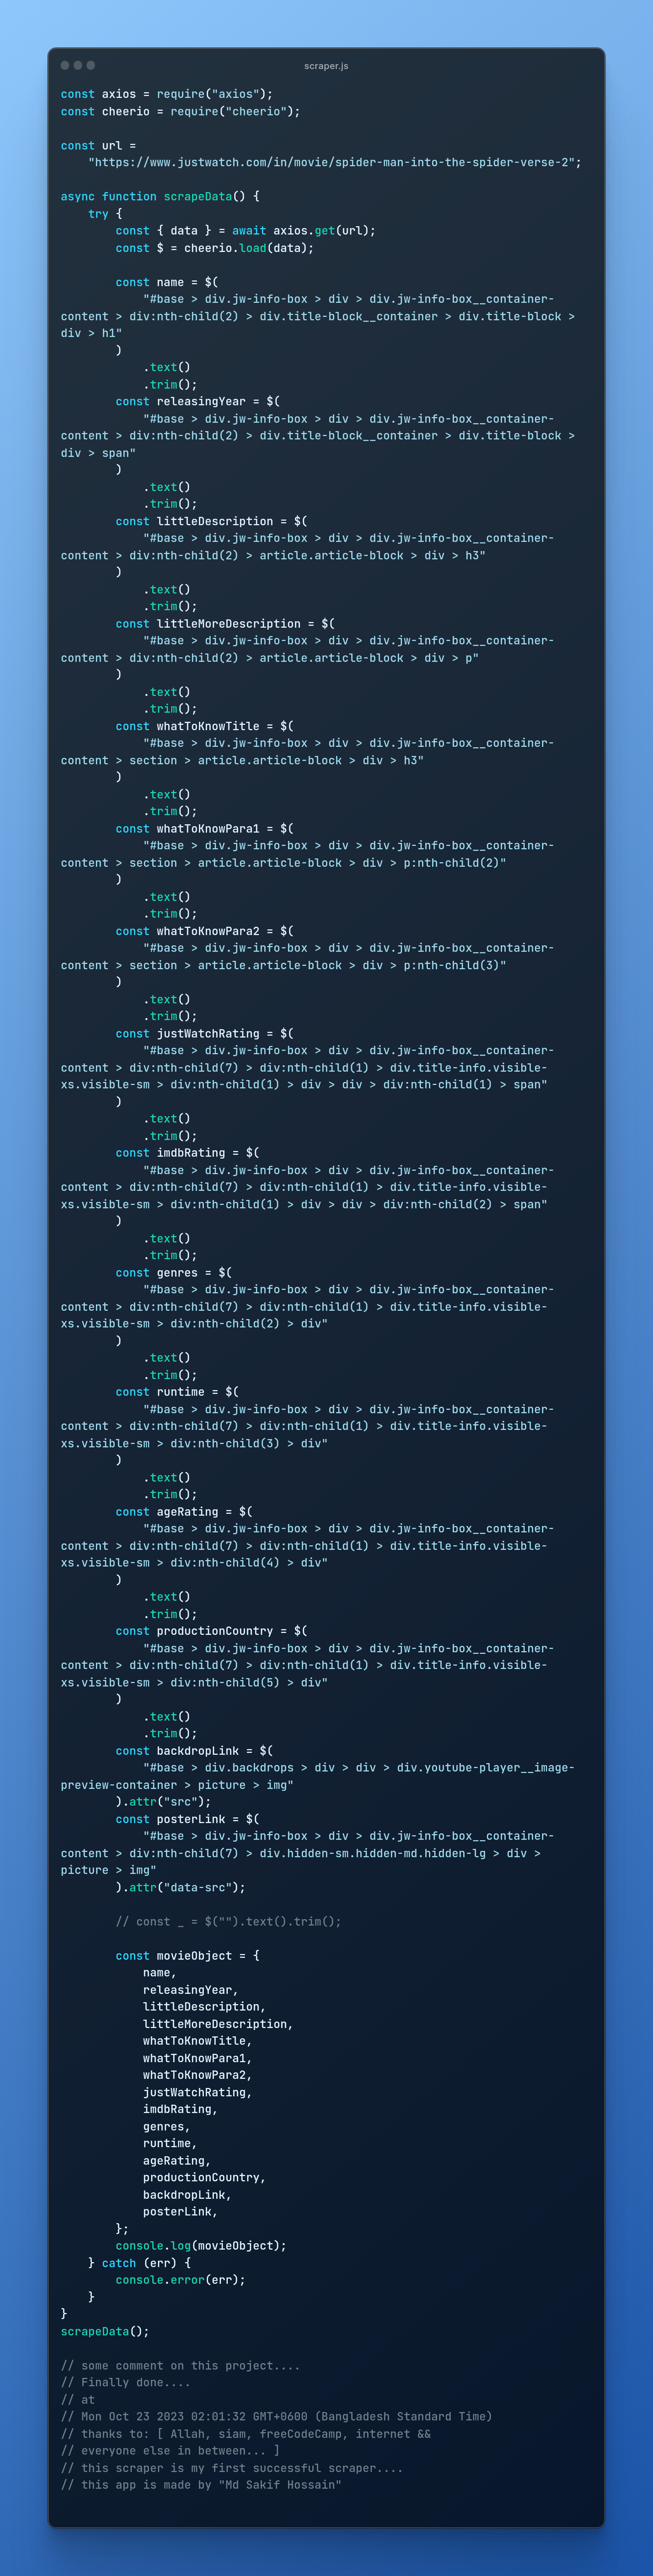 scraper.js
const axios = require("axios");
const cheerio = require("cheerio");

const url =
    "https://www.justwatch.com/in/movie/spider-man-into-the-spider-verse-2";

async function scrapeData() {
    try {
        const { data } = await axios.get(url);
        const $ = cheerio.load(data);

        const name = $(
            "#base > div.jw-info-box > div > div.jw-info-box__container-
content > div:nth-child(2) > div.title-block__container > div.title-block >
div > h1"
        )
            .text()
            .trim();
        const releasingYear = $(
            "#base > div.jw-info-box > div > div.jw-info-box__container-
content > div:nth-child(2) > div.title-block__container > div.title-block >
div > span"
        )
            .text()
            .trim();
        const littleDescription = $(
            "#base > div.jw-info-box > div > div.jw-info-box__container-
content > div:nth-child(2) > article.article-block > div > h3"
        )
            .text()
            .trim();
        const littleMoreDescription = $(
            "#base > div.jw-info-box > div > div.jw-info-box__container-
content > div:nth-child(2) > article.article-block > div > p"
        )
            .text()
            .trim();
        const whatToKnowTitle = $(
            "#base > div.jw-info-box > div > div.jw-info-box__container-
content > section > article.article-block > div > h3"
        )
            .text()
            .trim();
        const whatToKnowPara1 = $(
            "#base > div.jw-info-box > div > div.jw-info-box__container-
content > section > article.article-block > div > p:nth-child(2)"
        )
            .text()
            .trim();
        const whatToKnowPara2 = $(
            "#base > div.jw-info-box > div > div.jw-info-box__container-
content > section > article.article-block > div > p:nth-child(3)"
        )
            .text()
            .trim();
        const justWatchRating = $(
            "#base > div.jw-info-box > div > div.jw-info-box__container-
content > div:nth-child(7) > div:nth-child(1) > div.title-info.visible-
xs.visible-sm > div:nth-child(1) > div > div > div:nth-child(1) > span"
        )
            .text()
            .trim();
        const imdbRating = $(
            "#base > div.jw-info-box > div > div.jw-info-box__container-
content > div:nth-child(7) > div:nth-child(1) > div.title-info.visible-
xs.visible-sm > div:nth-child(1) > div > div > div:nth-child(2) > span"
        )
            .text()
            .trim();
        const genres = $(
            "#base > div.jw-info-box > div > div.jw-info-box__container-
content > div:nth-child(7) > div:nth-child(1) > div.title-info.visible-
xs.visible-sm > div:nth-child(2) > div"
        )
            .text()
            .trim();
        const runtime = $(
            "#base > div.jw-info-box > div > div.jw-info-box__container-
content > div:nth-child(7) > div:nth-child(1) > div.title-info.visible-
xs.visible-sm > div:nth-child(3) > div"
        )
            .text()
            .trim();
        const ageRating = $(
            "#base > div.jw-info-box > div > div.jw-info-box__container-
content > div:nth-child(7) > div:nth-child(1) > div.title-info.visible-
xs.visible-sm > div:nth-child(4) > div"
        )
            .text()
            .trim();
        const productionCountry = $(
            "#base > div.jw-info-box > div > div.jw-info-box__container-
content > div:nth-child(7) > div:nth-child(1) > div.title-info.visible-
xs.visible-sm > div:nth-child(5) > div"
        )
            .text()
            .trim();
        const backdropLink = $(
            "#base > div.backdrops > div > div > div.youtube-player__image-
preview-container > picture > img"
        ).attr("src");
        const posterLink = $(
            "#base > div.jw-info-box > div > div.jw-info-box__container-
content > div:nth-child(7) > div.hidden-sm.hidden-md.hidden-lg > div >
picture > img"
        ).attr("data-src");

        // const _ = $("").text().trim();

        const movieObject = {
            name,
            releasingYear,
            littleDescription,
            littleMoreDescription,
            whatToKnowTitle,
            whatToKnowPara1,
            whatToKnowPara2,
            justWatchRating,
            imdbRating,
            genres,
            runtime,
            ageRating,
            productionCountry,
            backdropLink,
            posterLink,
        };
        console.log(movieObject);
    } catch (err) {
        console.error(err);
    }
}
scrapeData();

// some comment on this project....
// Finally done....
// at
// Mon Oct 23 2023 02:01:32 GMT+0600 (Bangladesh Standard Time)
// thanks to: [ Allah, siam, freeCodeCamp, internet &&
// everyone else in between... ]
// this scraper is my first successful scraper....
// this app is made by "Md Sakif Hossain"